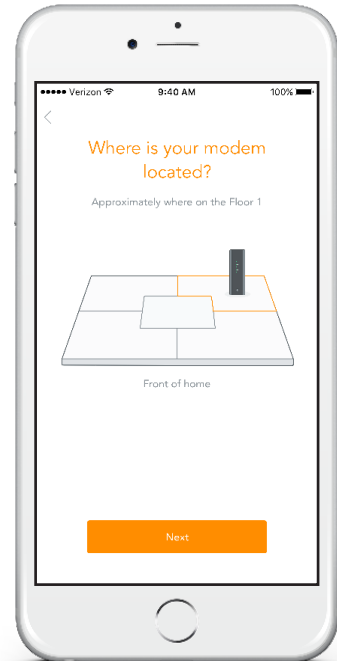 Verizon 9:40 AM 100%
Where is your modem
located?
Approximately where on the Floor 1
Front of home
Next